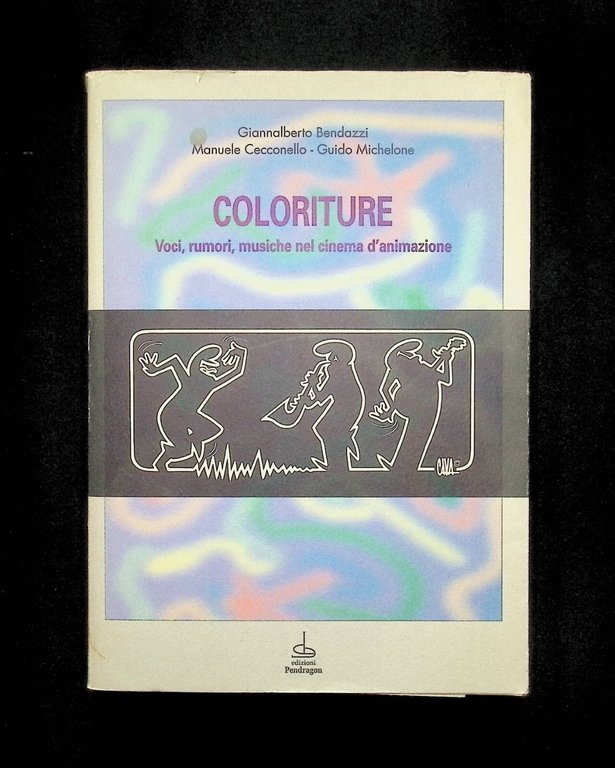 Giannalberto Bendazzi
Manuele Cecconello - Guido Michelone
COLORITURE
Voci, rumori, musiche nel cinema d'animazione
CAVA
edizioni
Pendragon